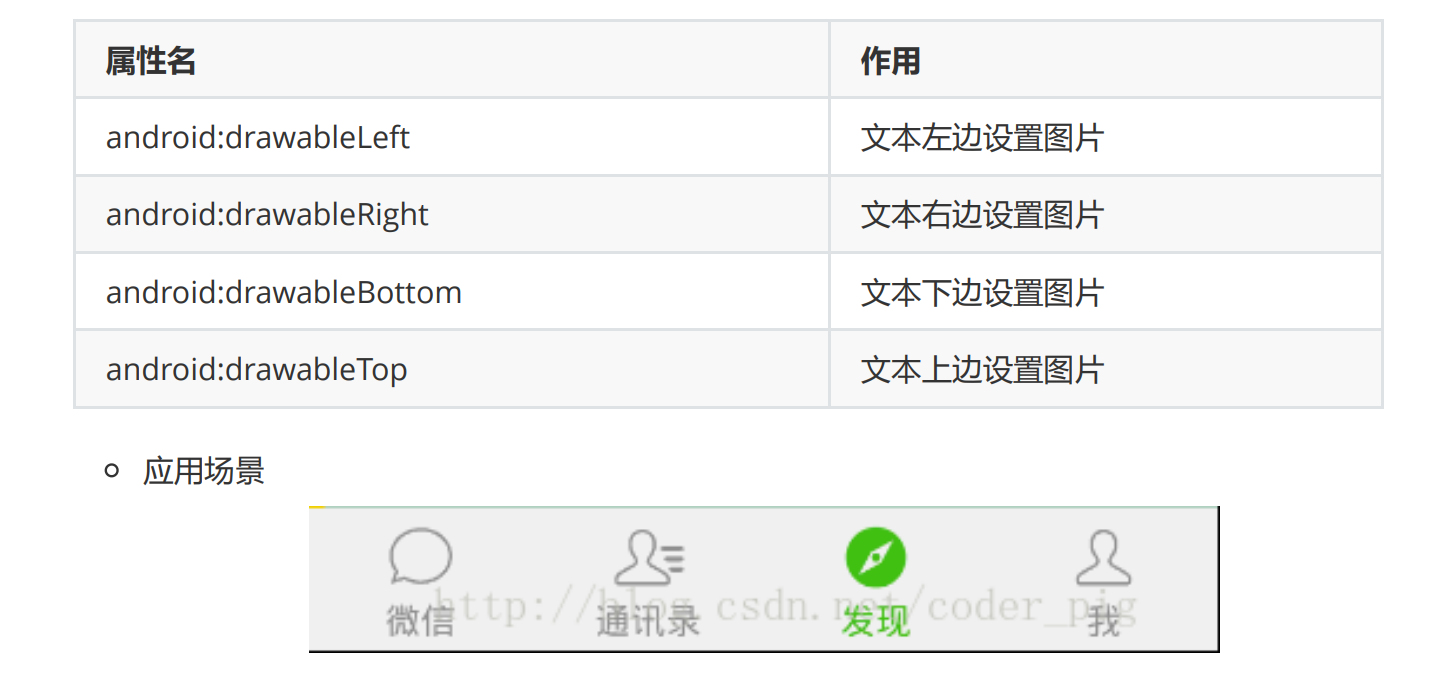 属性名 作用
android:drawableLeft 文本左边设置图片
android:drawableRight 文本右边设置图片
android:drawableBottom 文本下边设置图片
android:drawableTop 文本上边设置图片
应用场景
微信 通讯录 发现 我
http://blog.csdn.net/coder_pig